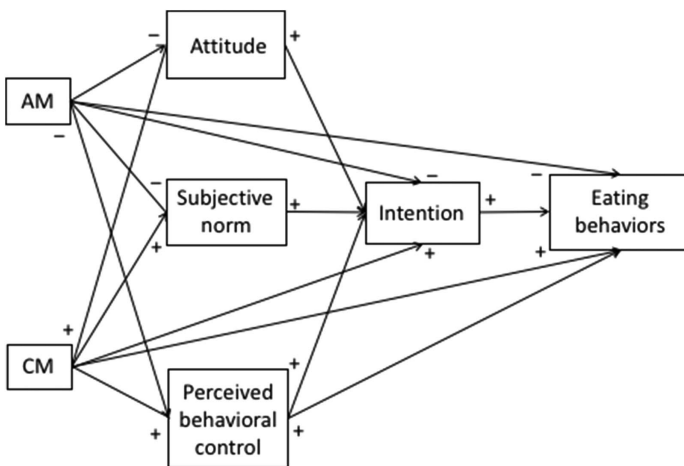 Attitude
AM
Subjective
norm
Intention
Eating
behaviors
CM
Perceived
behavioral
control
− + − − + + − + − + + − + + + + +